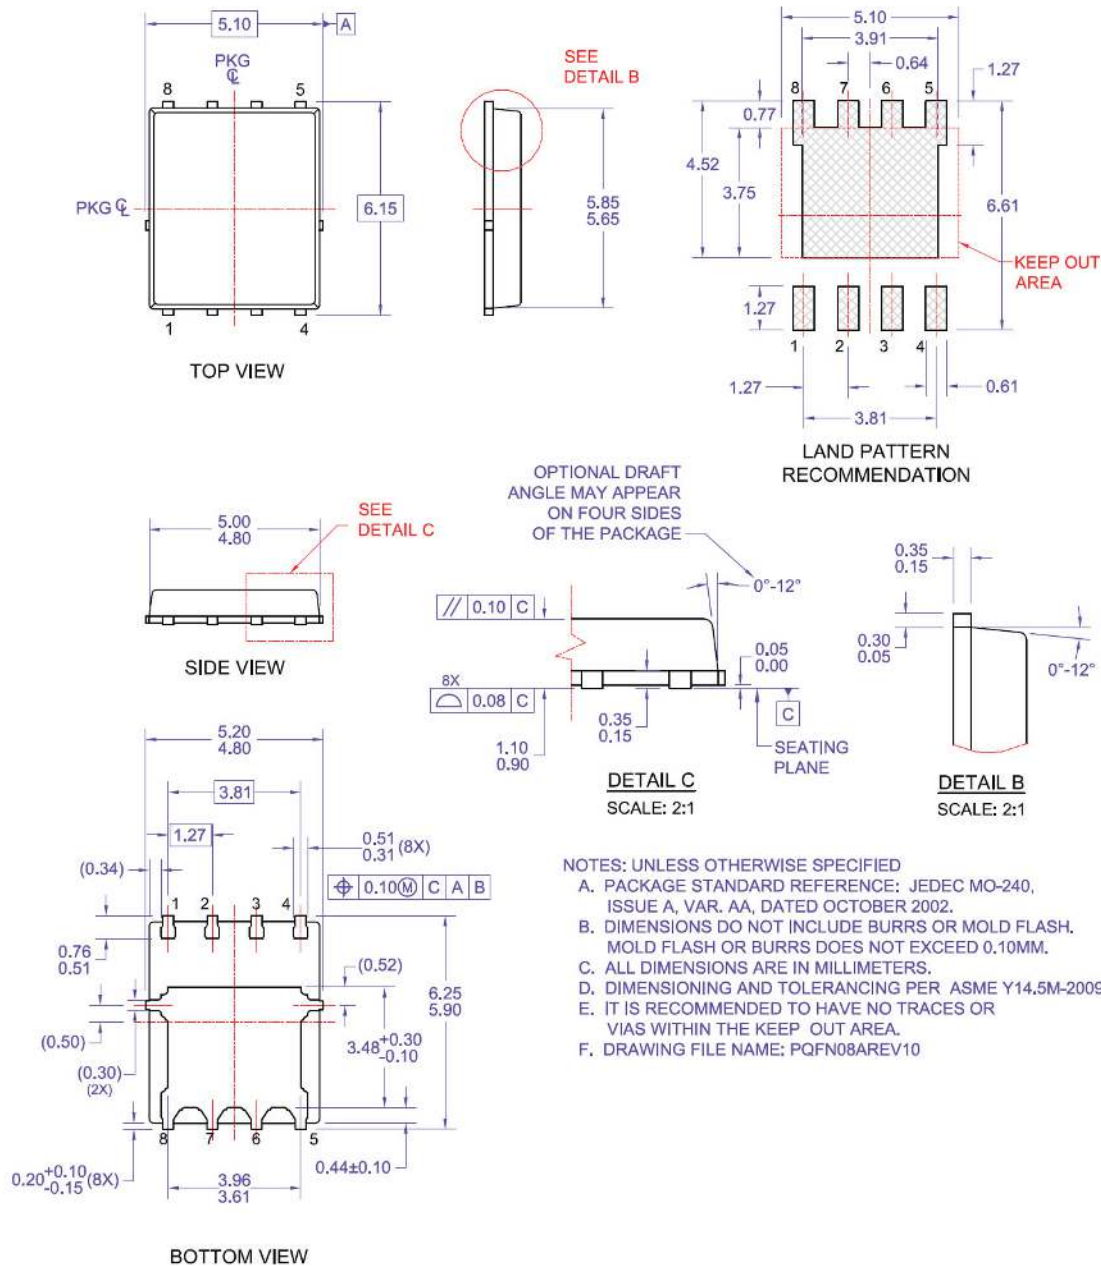 5.10
A
PKG
C
L
8
5
PKG C
L
6.15
1
4
TOP VIEW
SEE
DETAIL B
5.85
5.65
5.10
3.91
0.64
1.27
8
7
6
5
0.77
4.52
3.75
6.61
KEEP OUT
AREA
1.27
1
2
3
4
1.27
0.61
3.81
LAND PATTERN
RECOMMENDATION
5.00
4.80
SEE
DETAIL C
SIDE VIEW
OPTIONAL DRAFT
ANGLE MAY APPEAR
ON FOUR SIDES
OF THE PACKAGE
0°-12°
// 0.10 C
0.05
0.00
8X
0.08 C
0.35
0.15
C
1.10
0.90
SEATING
PLANE
DETAIL C
SCALE: 2:1
0.35
0.15
0.30
0.05
0°-12°
DETAIL B
SCALE: 2:1
5.20
4.80
3.81
1.27
0.51
0.31 (8X)
(0.34)
⌖ 0.10Ⓜ C A B
1
2
3
4
0.76
0.51
(0.52)
6.25
5.90
(0.50)
3.48 +0.30
-0.10
(0.30)
(2X)
8
7
6
5
0.20 +0.10
-0.15 (8X)
0.44±0.10
3.96
3.61
BOTTOM VIEW
NOTES: UNLESS OTHERWISE SPECIFIED
A. PACKAGE STANDARD REFERENCE: JEDEC MO-240,
ISSUE A, VAR. AA, DATED OCTOBER 2002.
B. DIMENSIONS DO NOT INCLUDE BURRS OR MOLD FLASH.
MOLD FLASH OR BURRS DOES NOT EXCEED 0.10MM.
C. ALL DIMENSIONS ARE IN MILLIMETERS.
D. DIMENSIONING AND TOLERANCING PER ASME Y14.5M-2009
E. IT IS RECOMMENDED TO HAVE NO TRACES OR
VIAS WITHIN THE KEEP OUT AREA.
F. DRAWING FILE NAME: PQFN08AREV10